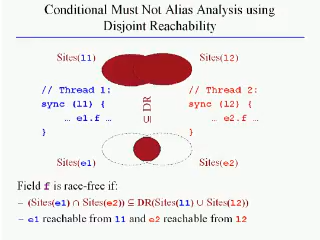 Conditional Must Not Alias Analysis using
Disjoint Reachability
Sites(l1) Sites(l2)
// Thread 1: // Thread 2:
sync (l1) { sync (l2) {
… e1.f … … e2.f …
} }
⊆ DR
Sites(e1) Sites(e2)
Field f is race-free if:
– (Sites(e1) ∩ Sites(e2)) ⊆ DR(Sites(l1) ∪ Sites(l2))
– e1 reachable from l1 and e2 reachable from l2